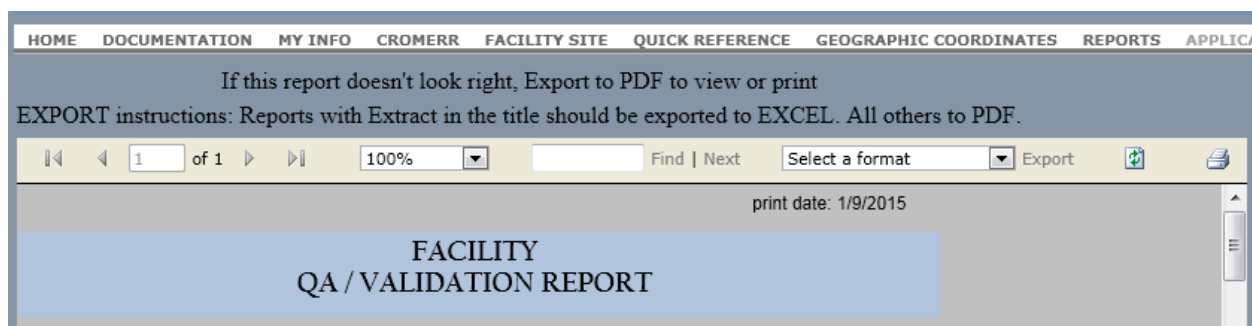 HOME DOCUMENTATION MY INFO CROMERR FACILITY SITE QUICK REFERENCE GEOGRAPHIC COORDINATES REPORTS APPLICA
If this report doesn't look right, Export to PDF to view or print
EXPORT instructions: Reports with Extract in the title should be exported to EXCEL. All others to PDF.
1 of 1 100% Find | Next Select a format Export
print date: 1/9/2015
FACILITY
QA / VALIDATION REPORT